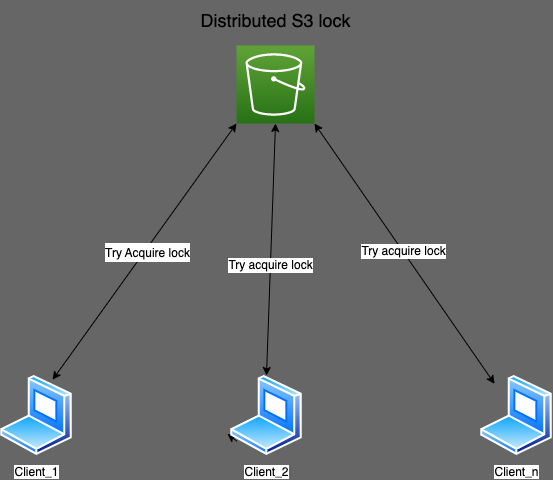 Distributed S3 lock
Try Acquire lock
Try acquire lock
Try acquire lock
Client_1
Client_2
Client_n